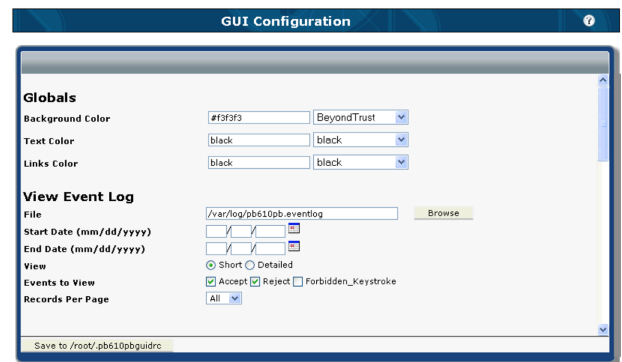 GUI Configuration ?
Globals
Background Color #f3f3f3 BeyondTrust
Text Color black black
Links Color black black
View Event Log
File /var/log/pb610pb.eventlog Browse
Start Date (mm/dd/yyyy) / /
End Date (mm/dd/yyyy) / /
View Short Detailed
Events to View Accept Reject Forbidden_Keystroke
Records Per Page All
Save to /root/.pb610pbguidrc